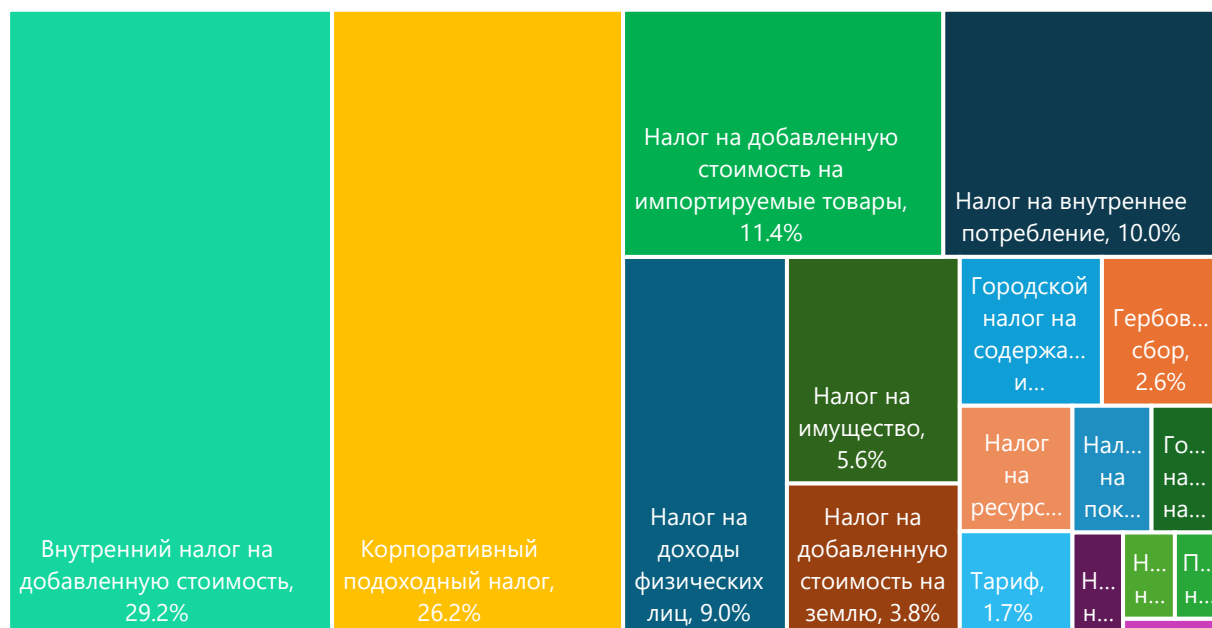 Внутренний налог на
добавленную стоимость,
29.2%
Корпоративный
подоходный налог,
26.2%
Налог на добавленную
стоимость на
импортируемые товары,
11.4%
Налог на внутреннее
потребление, 10.0%
Налог на
доходы
физических
лиц, 9.0%
Налог на
имущество,
5.6%
Налог на
добавленную
стоимость на
землю, 3.8%
Городской
налог на
содержа...
и...
Гербов...
сбор,
2.6%
Налог
на
ресурс...
Нал...
на
пок...
Го...
на...
на...
Тариф,
1.7%
Н...
н...
Н...
н...
П...
н...